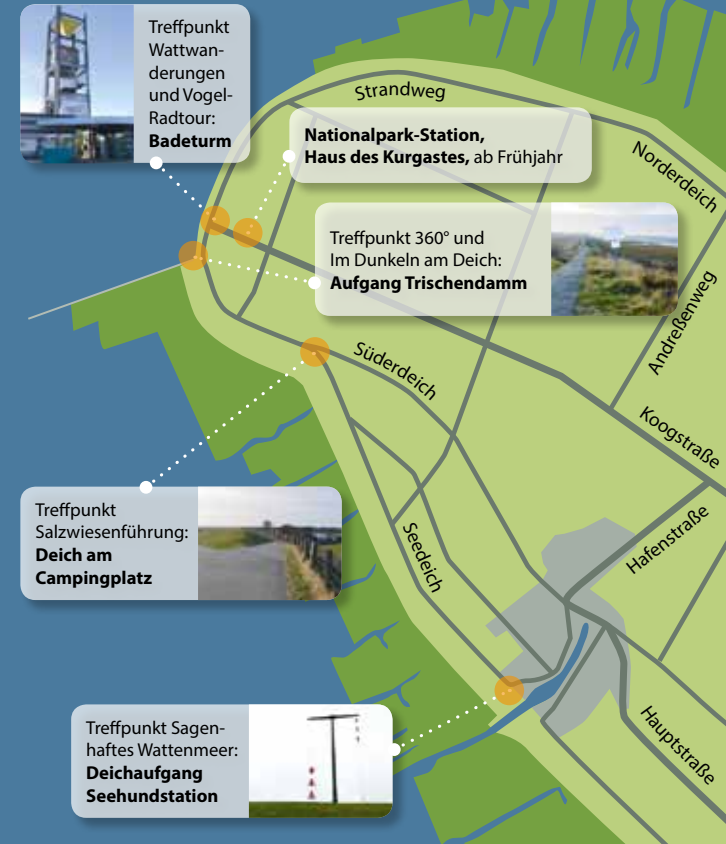 Treffpunkt
Wattwan-
derungen
und Vogel-
Radtour:
Badeturm
Strandweg
Nationalpark-Station,
Haus des Kurgastes, ab Frühjahr
Norderdeich
Treffpunkt 360° und
Im Dunkeln am Deich:
Aufgang Trischendamm
Andreßenweg
Süderdeich
Koogstraße
Treffpunkt
Salzwiesenführung:
Deich am
Campingplatz
Seedeich
Hafenstraße
Treffpunkt Sagen-
haftes Wattenmeer:
Deichaufgang
Seehundstation
Hauptstraße